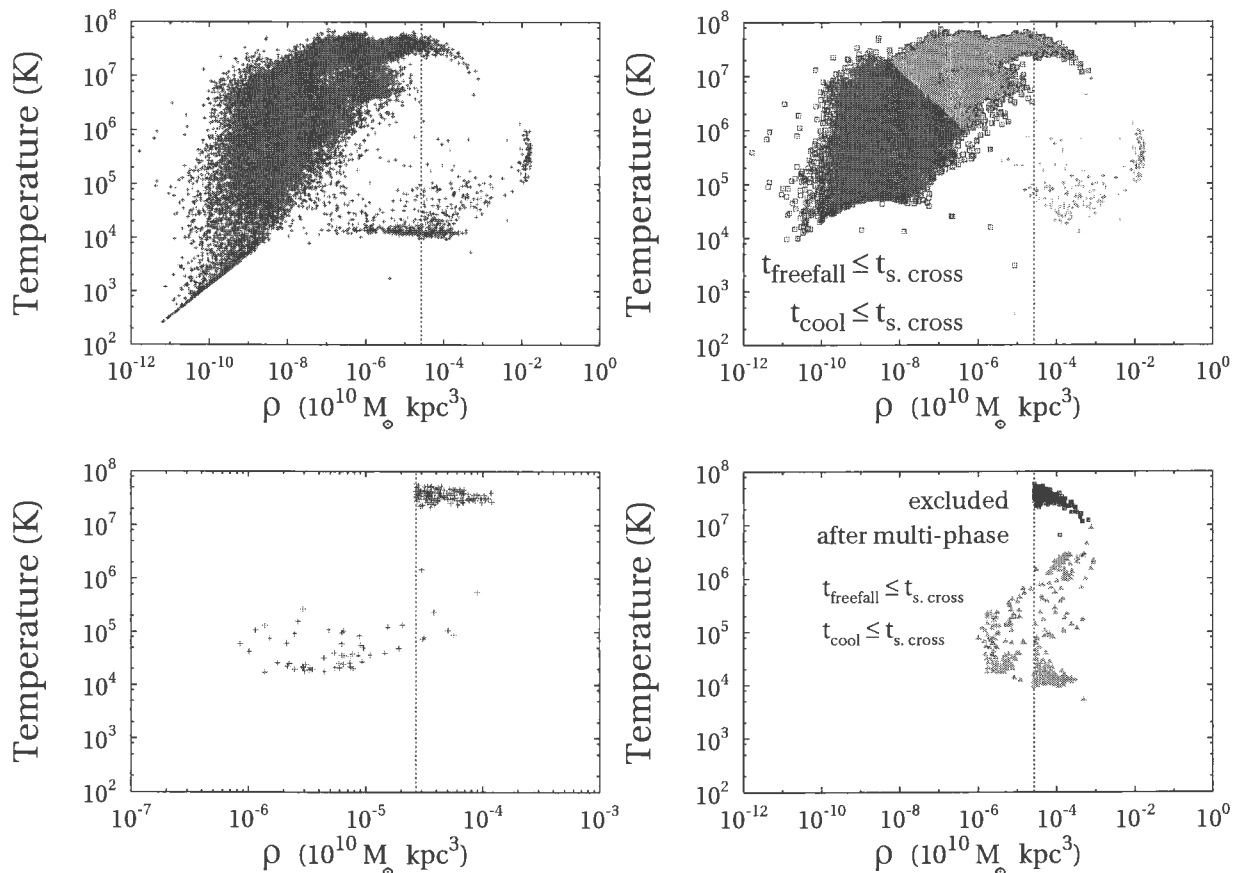 10^8
10^7
10^6
10^5
10^4
10^3
10^2
Temperature (K)
10^-12 10^-10 10^-8 10^-6 10^-4 10^-2 10^0
ρ (10^10 M_⊙ kpc^3)
10^8
10^7
10^6
10^5
10^4
10^3
10^2
Temperature (K)
t_freefall ≤ t_s. cross
t_cool ≤ t_s. cross
10^-12 10^-10 10^-8 10^-6 10^-4 10^-2 10^0
ρ (10^10 M_⊙ kpc^3)
10^8
10^7
10^6
10^5
10^4
10^3
10^2
Temperature (K)
10^-7 10^-6 10^-5 10^-4 10^-3
ρ (10^10 M_⊙ kpc^3)
10^8
10^7
10^6
10^5
10^4
10^3
10^2
Temperature (K)
excluded
after multi-phase
t_freefall ≤ t_s. cross
t_cool ≤ t_s. cross
10^-12 10^-10 10^-8 10^-6 10^-4 10^-2 10^0
ρ (10^10 M_⊙ kpc^3)